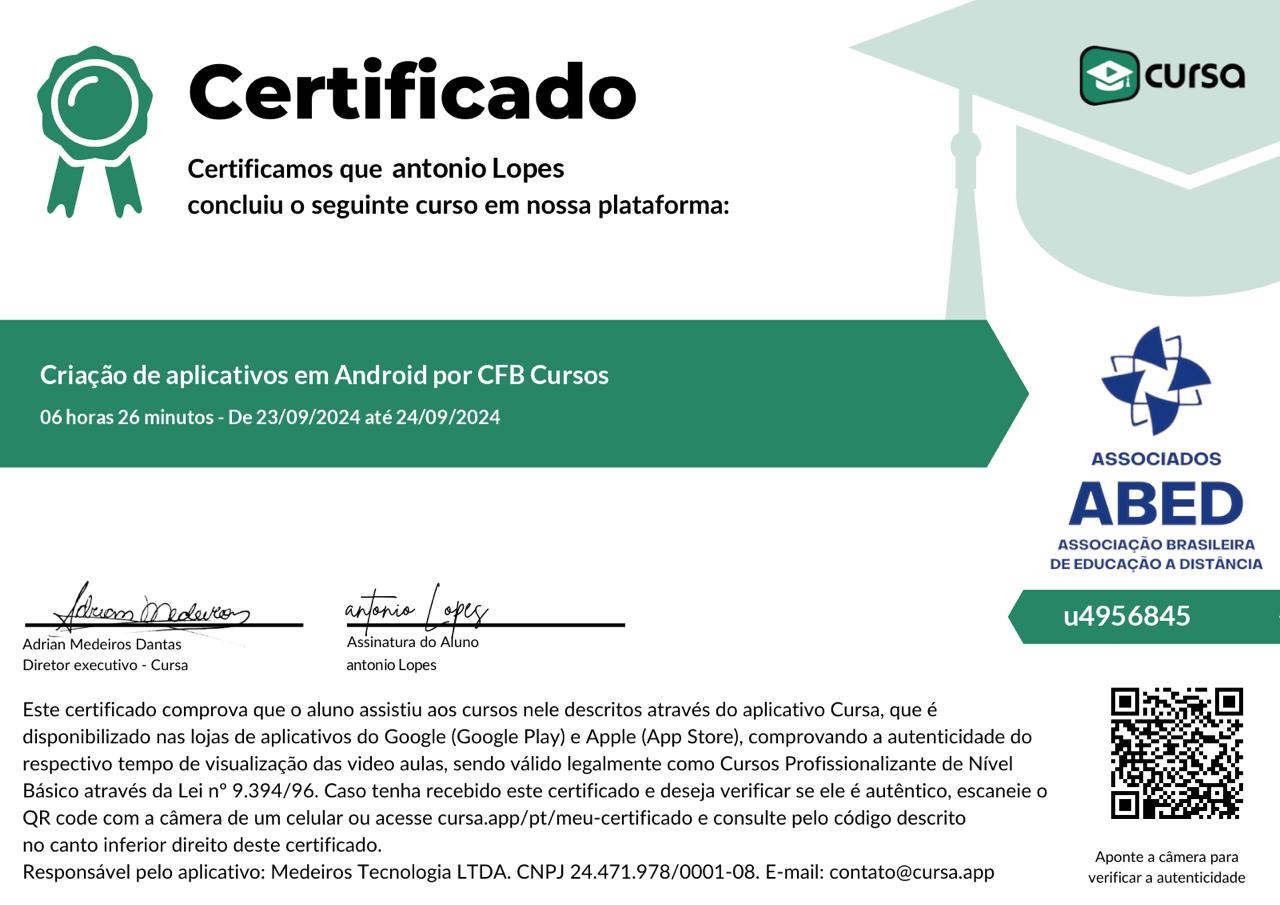 Certificado
cursa
Certificamos que antonio Lopes
concluiu o seguinte curso em nossa plataforma:
Criação de aplicativos em Android por CFB Cursos
06 horas 26 minutos - De 23/09/2024 até 24/09/2024
ASSOCIADOS
ABED
ASSOCIAÇÃO BRASILEIRA
DE EDUCAÇÃO A DISTÂNCIA
u4956845
Adrian Medeiros
antonio Lopes
Adrian Medeiros Dantas
Diretor executivo - Cursa
Assinatura do Aluno
antonio Lopes
Este certificado comprova que o aluno assistiu aos cursos nele descritos através do aplicativo Cursa, que é
disponibilizado nas lojas de aplicativos do Google (Google Play) e Apple (App Store), comprovando a autenticidade do
respectivo tempo de visualização das video aulas, sendo válido legalmente como Cursos Profissionalizante de Nível
Básico através da Lei nº 9.394/96. Caso tenha recebido este certificado e deseja verificar se ele é autêntico, escaneie o
QR code com a câmera de um celular ou acesse cursa.app/pt/meu-certificado e consulte pelo código descrito
no canto inferior direito deste certificado.
Responsável pelo aplicativo: Medeiros Tecnologia LTDA. CNPJ 24.471.978/0001-08. E-mail: contato@cursa.app
Aponte a câmera para
verificar a autenticidade